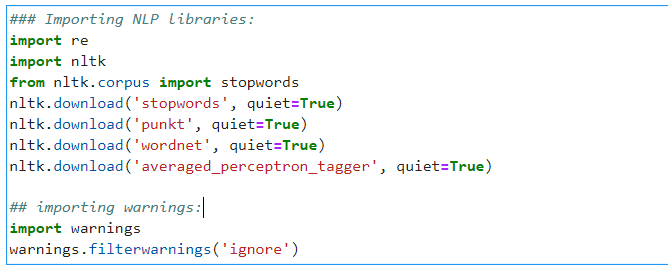 ### Importing NLP libraries:
import re
import nltk
from nltk.corpus import stopwords
nltk.download('stopwords', quiet=True)
nltk.download('punkt', quiet=True)
nltk.download('wordnet', quiet=True)
nltk.download('averaged_perceptron_tagger', quiet=True)
## importing warnings:
import warnings
warnings.filterwarnings('ignore')